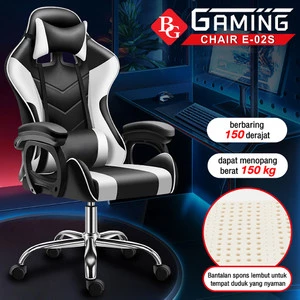 BG GAMING
CHAIR E-02S
berbaring
150 derajat
dapat menopang
berat 150 kg
Bantalan spons lembut untuk
tempat duduk yang nyaman